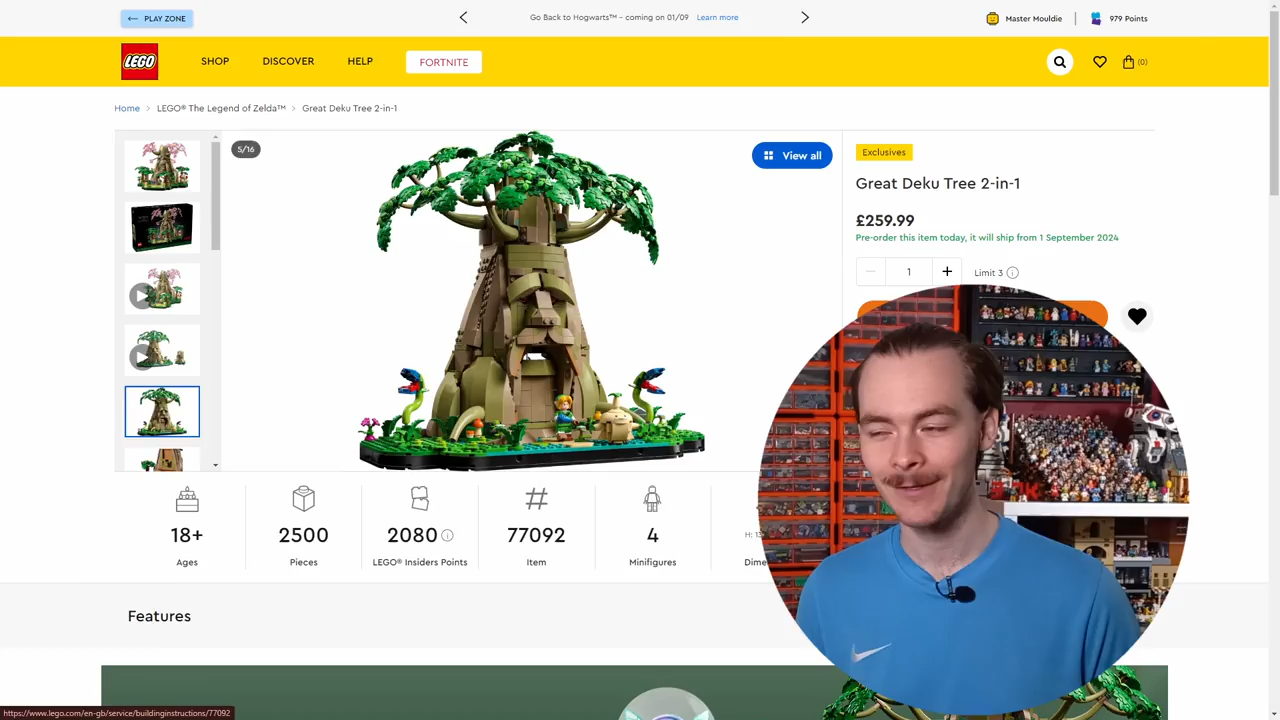 PLAY ZONE
Go Back to Hogwarts™ - coming on 01/09 Learn more
Master Mouldie
979 Points
LEGO
SHOP
DISCOVER
HELP
FORTNITE
(0)
Home > LEGO® The Legend of Zelda™ > Great Deku Tree 2-in-1
5/16
View all
Exclusives
Great Deku Tree 2-in-1
£259.99
Pre-order this item today, it will ship from 1 September 2024
1
Limit 3
18+
Ages
2500
Pieces
2080
LEGO® Insiders Points
77092
Item
4
Minifigures
Features
https://www.lego.com/en-gb/service/buildinginstructions/77092